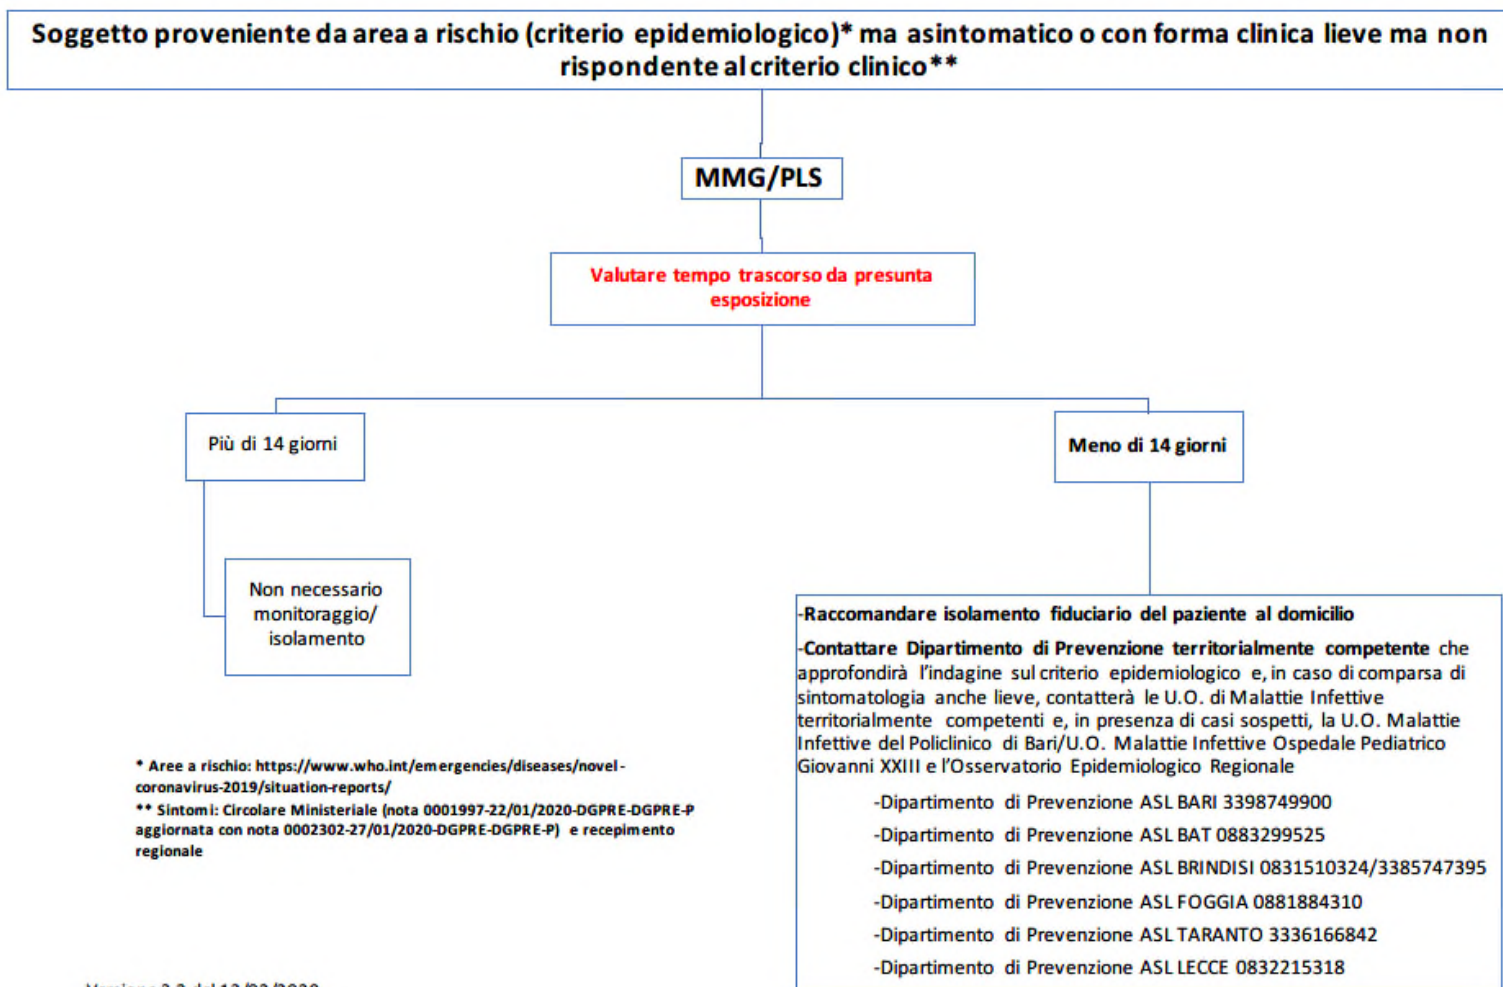 Soggetto proveniente da area a rischio (criterio epidemiologico)* ma asintomatico o con forma clinica lieve ma non
rispondente al criterio clinico**
MMG/PLS
Valutare tempo trascorso da presunta
esposizione
Più di 14 giorni
Meno di 14 giorni
Non necessario
monitoraggio/
isolamento
-Raccomandare isolamento fiduciario del paziente al domicilio
-Contattare Dipartimento di Prevenzione territorialmente competente che
approfondirà l'indagine sul criterio epidemiologico e, in caso di comparsa di
sintomatologia anche lieve, contatterà le U.O. di Malattie Infettive
territorialmente competenti e, in presenza di casi sospetti, la U.O. Malattie
Infettive del Policlinico di Bari/U.O. Malattie Infettive Ospedale Pediatrico
Giovanni XXIII e l'Osservatorio Epidemiologico Regionale
-Dipartimento di Prevenzione ASL BARI 3398749900
-Dipartimento di Prevenzione ASL BAT 0883299525
-Dipartimento di Prevenzione ASL BRINDISI 0831510324/3385747395
-Dipartimento di Prevenzione ASL FOGGIA 0881884310
-Dipartimento di Prevenzione ASL TARANTO 3336166842
-Dipartimento di Prevenzione ASL LECCE 0832215318
* Aree a rischio: https://www.who.int/emergencies/diseases/novel-
coronavirus-2019/situation-reports/
** Sintomi: Circolare Ministeriale (nota 0001997-22/01/2020-DGPRE-DGPRE-P
aggiornata con nota 0002302-27/01/2020-DGPRE-DGPRE-P) e recepimento
regionale